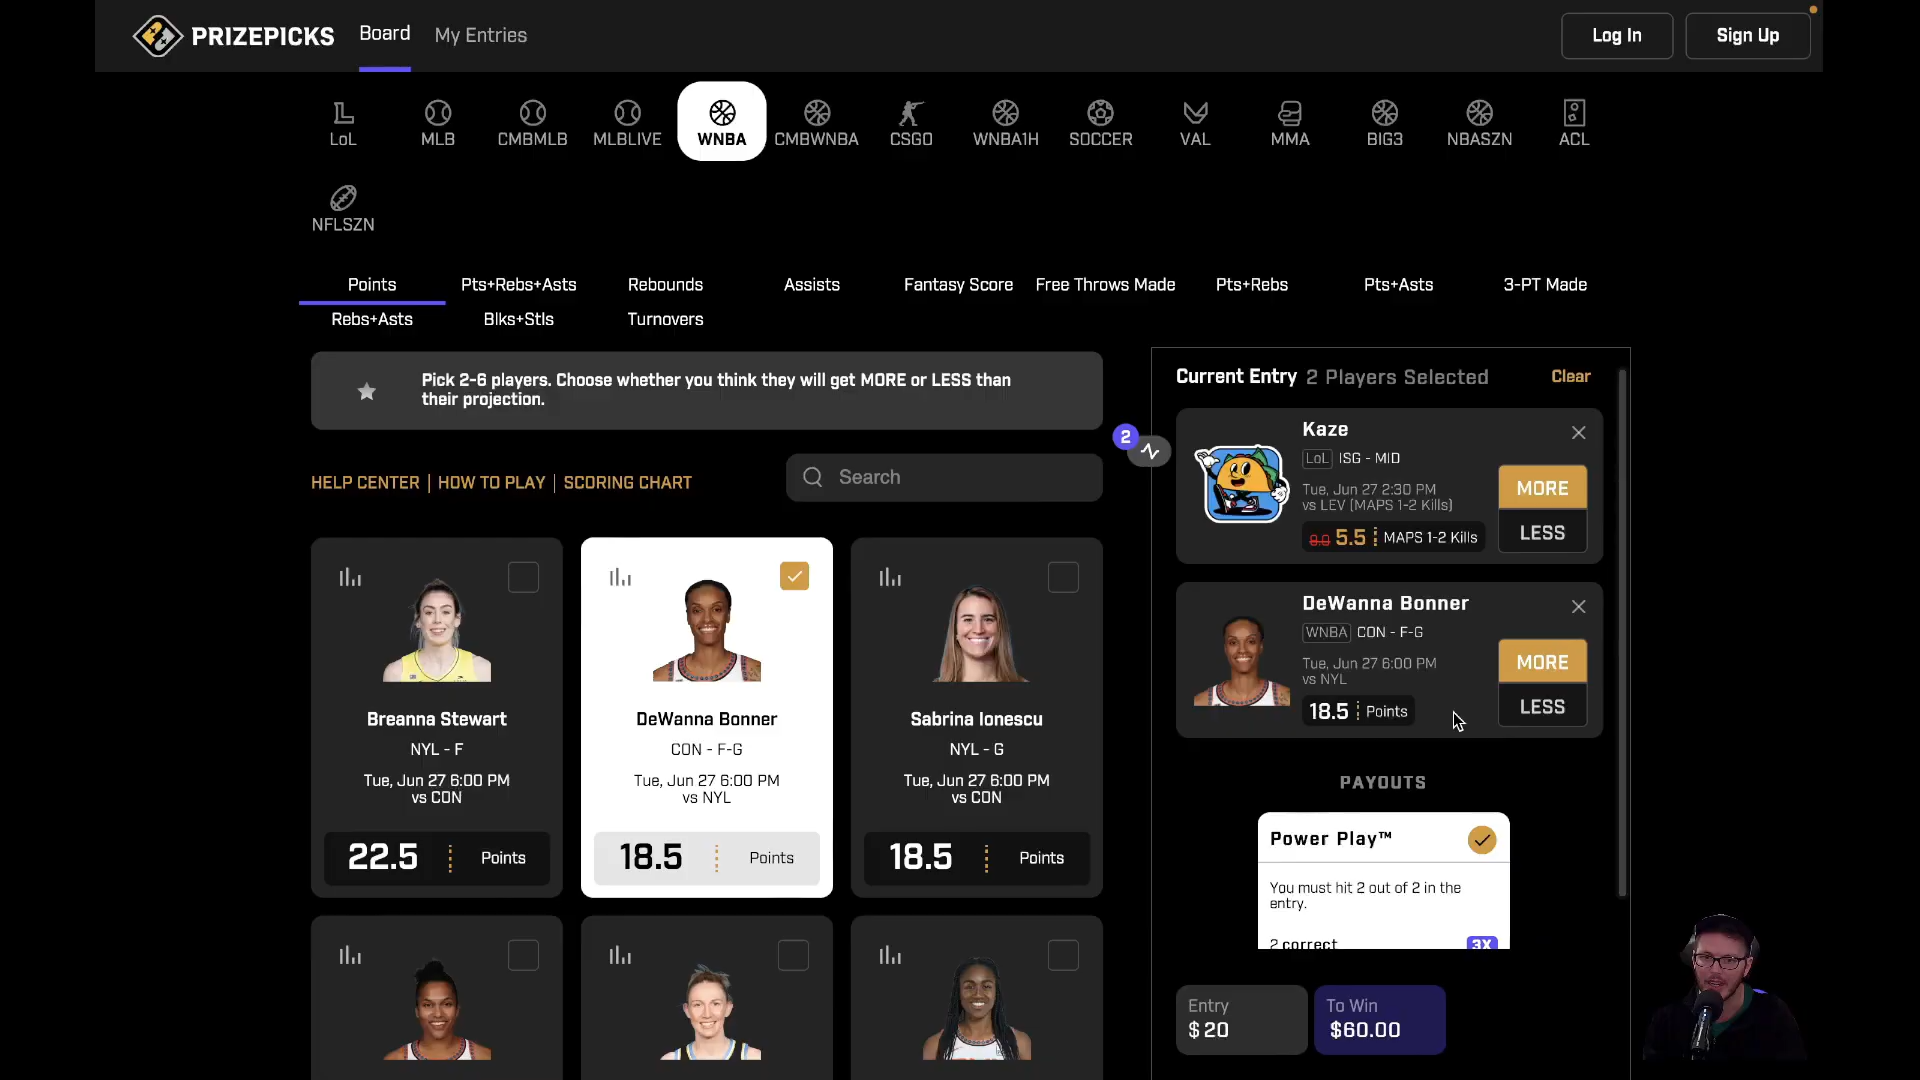 PRIZEPICKS
Board
My Entries
Log In
Sign Up
LoL
MLB
CMBMLB
MLBLIVE
WNBA
CMBWNBA
CSGO
WNBA1H
SOCCER
VAL
MMA
BIG3
NBASZN
ACL
NFLSZN
Points
Pts+Rebs+Asts
Rebounds
Assists
Fantasy Score
Free Throws Made
Pts+Rebs
Pts+Asts
3-PT Made
Rebs+Asts
Blks+Stls
Turnovers
Pick 2-6 players. Choose whether you think they will get MORE or LESS than
their projection.
HELP CENTER | HOW TO PLAY | SCORING CHART
Search
Breanna Stewart
NYL - F
Tue, Jun 27 6:00 PM
vs CON
22.5 Points
DeWanna Bonner
CON - F-G
Tue, Jun 27 6:00 PM
vs NYL
18.5 Points
Sabrina Ionescu
NYL - G
Tue, Jun 27 6:00 PM
vs CON
18.5 Points
2
Current Entry 2 Players Selected
Clear
Kaze
LoL ISG - MID
Tue, Jun 27 2:30 PM
vs LEV (MAPS 1-2 Kills)
5.5 MAPS 1-2 Kills
MORE
LESS
DeWanna Bonner
WNBA CON - F-G
Tue, Jun 27 6:00 PM
vs NYL
18.5 Points
MORE
LESS
PAYOUTS
Power Play™
You must hit 2 out of 2 in the
entry.
2 correct 3X
Entry
$ 20
To Win
$60.00